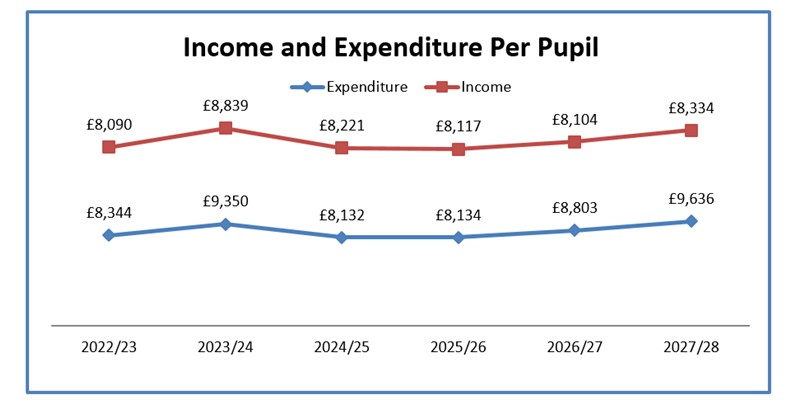 Income and Expenditure Per Pupil
Expenditure Income
£8,090 £8,839 £8,221 £8,117 £8,104 £8,334
£8,344 £9,350 £8,132 £8,134 £8,803 £9,636
2022/23 2023/24 2024/25 2025/26 2026/27 2027/28